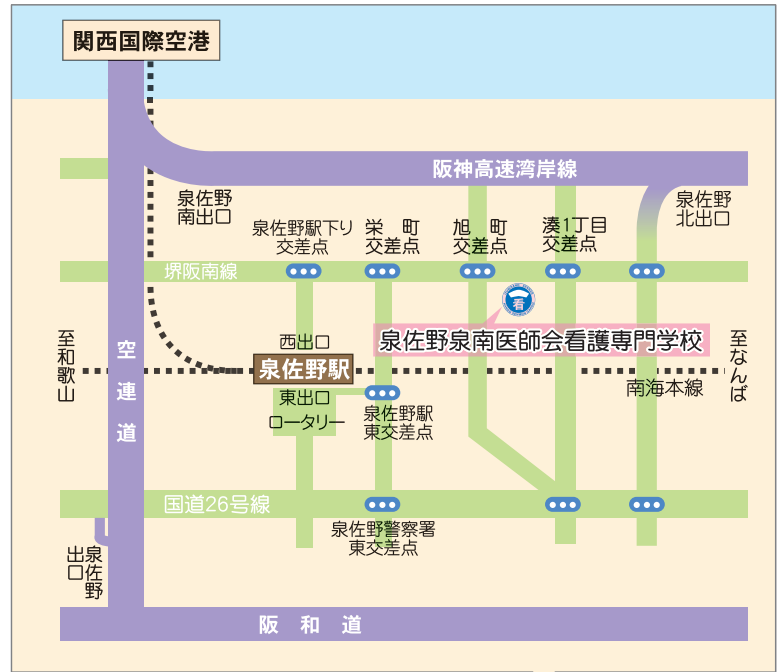 関西国際空港
阪神高速湾岸線
泉佐野
南出口
泉佐野
北出口
泉佐野駅下り
交差点
栄　町
交差点
旭　町
交差点
湊1丁目
交差点
堺阪南線
看
泉佐野泉南医師会看護専門学校
至和歌山
空連道
西出口
泉佐野駅
東出口
ロータリー
泉佐野駅
東交差点
南海本線
至なんば
国道26号線
泉佐野警察署
東交差点
泉佐野
出口
阪　和　道